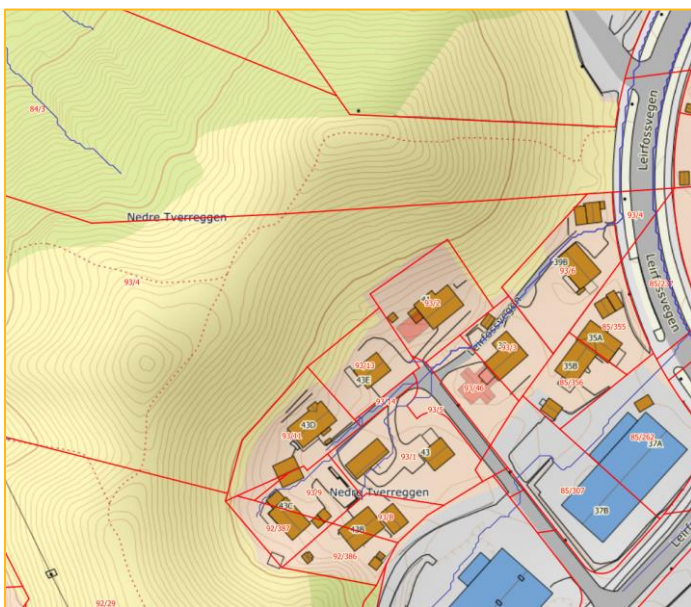 84/3
Leirfossvegen
Nedre Tverreggen
93/4
93/4
39B
93/6
Leirfossvegen
85/237
41
93/2
Leirfossvegen
85/355
35A
93/3
35B
93/13
43E
85/356
93/46
93/14
93/5
43D
93/11
85/262
37A
43
93/1
85/307
93/9
Nedre Tverreggen
43C
37B
92/387
93/8
43B
92/386
92/29